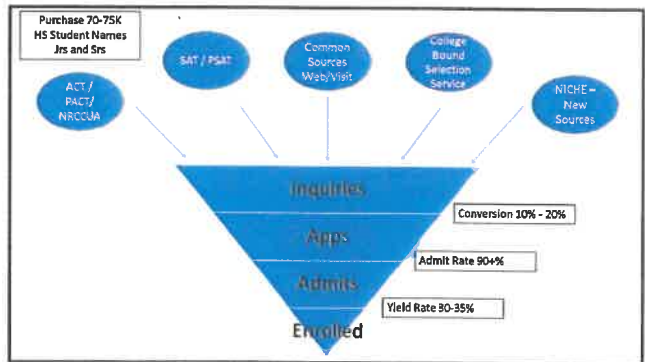 Purchase 70-75K
HS Student Names
Jrs and Srs
ACT /
PACT/
NRCCUA
SAT / PSAT
Common
Sources
Web/Visit
College
Bound
Selection
Service
NICHE –
New
Sources
Inquiries
Conversion 10% - 20%
Apps
Admit Rate 90+%
Admits
Yield Rate 30-35%
Enrolled